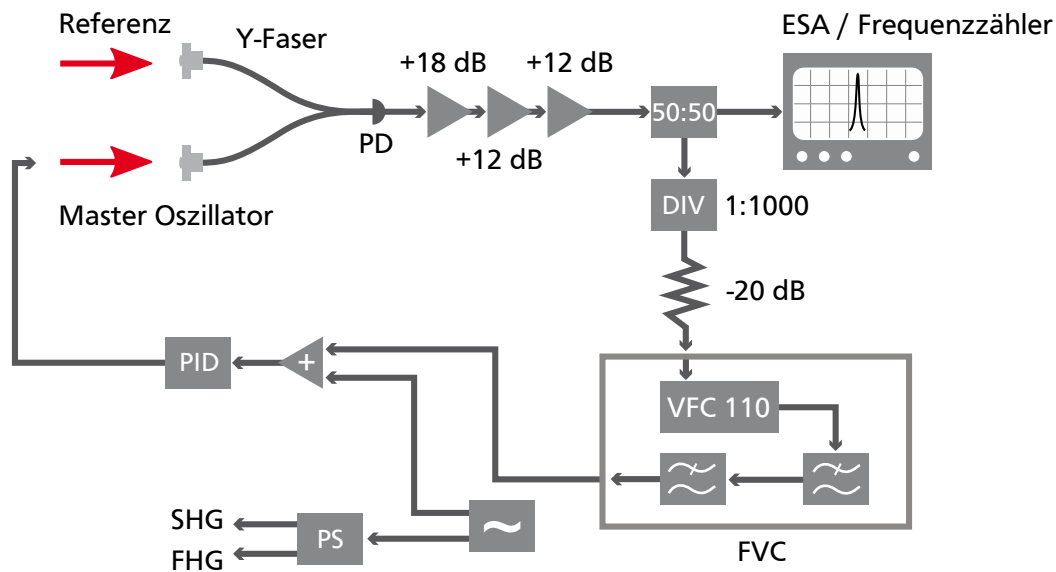 Referenz
Y-Faser
ESA / Frequenzzähler
+18 dB
+12 dB
50:50
PD
+12 dB
Master Oszillator
DIV
1:1000
-20 dB
PID
+
VFC 110
SHG
PS
~
FHG
FVC